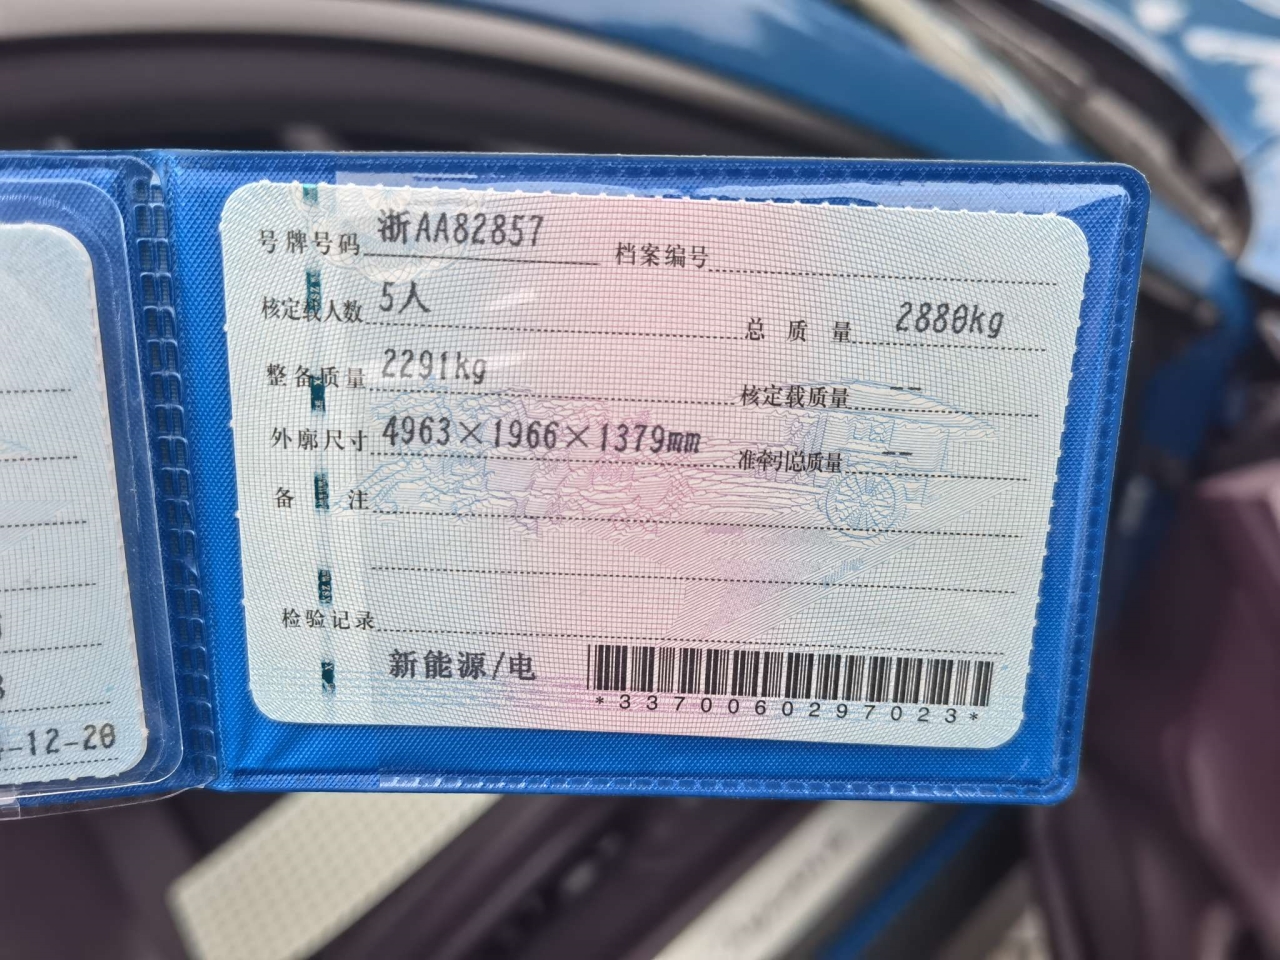 号牌号码 浙AA82857 档案编号
核定载人数 5人 总质量 2880kg
整备质量 2291kg 核定载质量 --
外廓尺寸 4963×1966×1379mm 准牵引总质量 --
备注
检验记录
新能源/电
*3370060297023*
-12-20